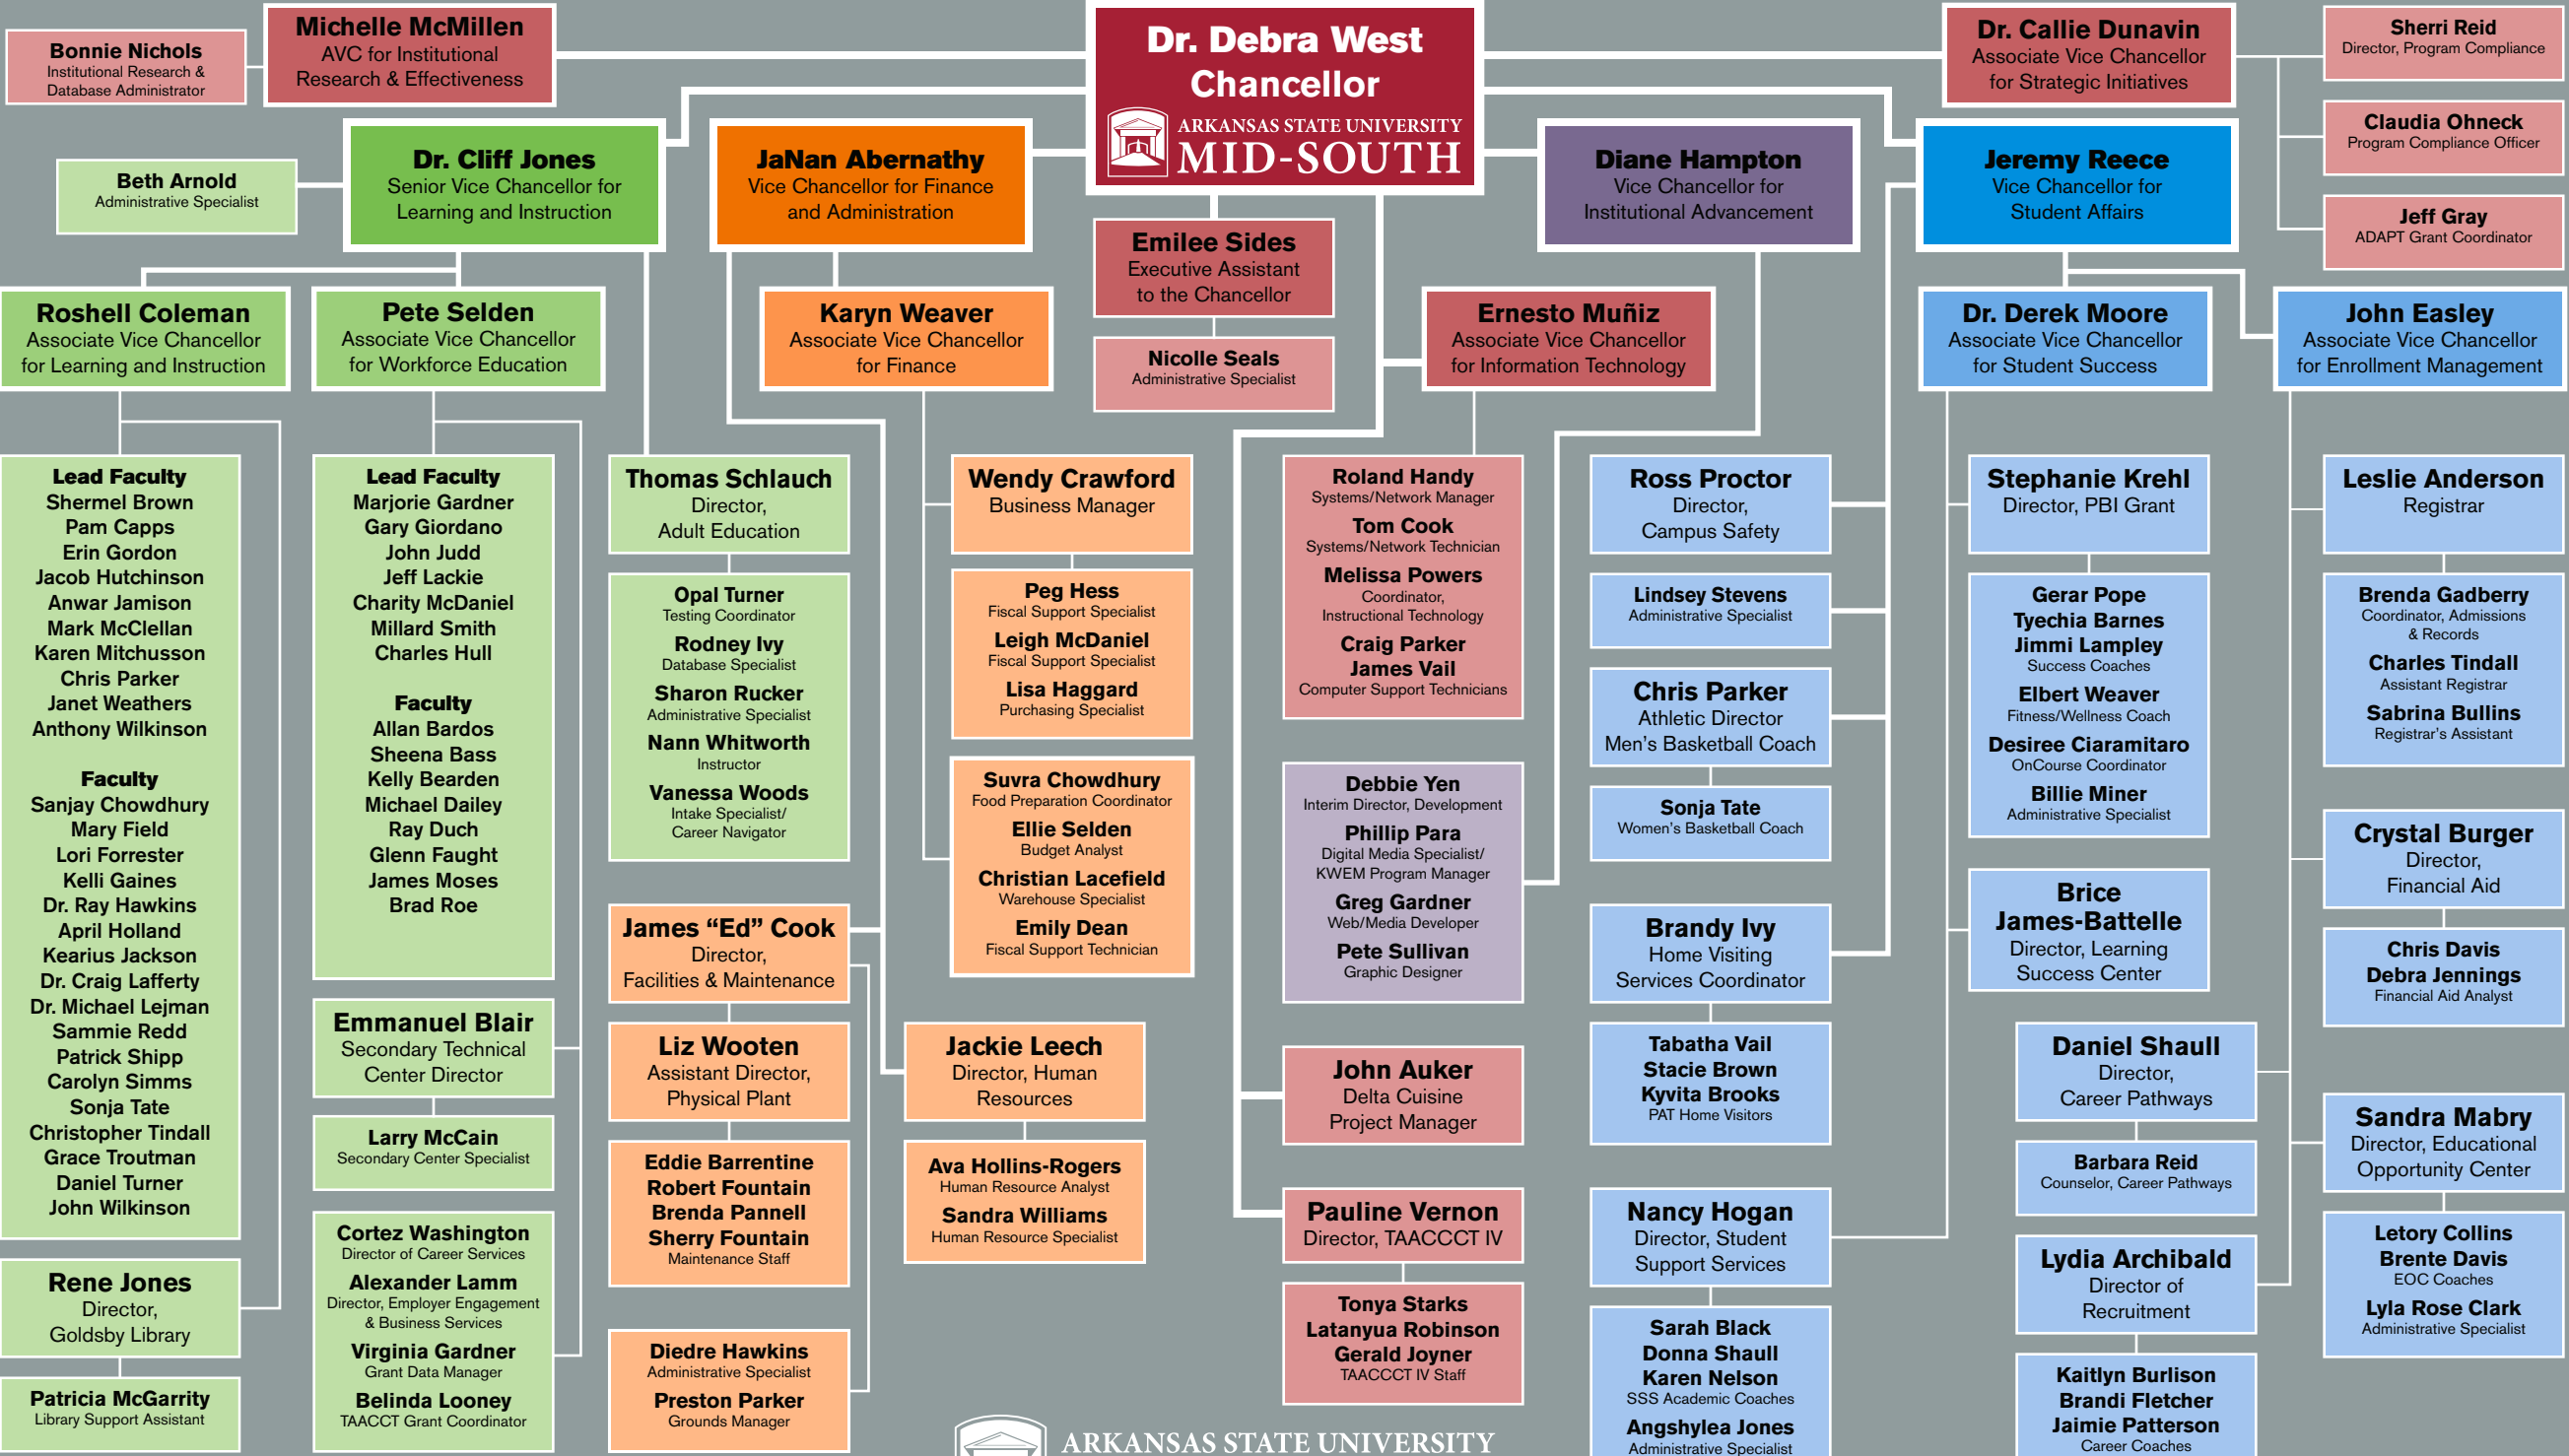 Bonnie Nichols
Institutional Research &
Database Administrator
Michelle McMillen
AVC for Institutional
Research & Effectiveness
Dr. Debra West
Chancellor
ARKANSAS STATE UNIVERSITY
MID-SOUTH
Dr. Callie Dunavin
Associate Vice Chancellor
for Strategic Initiatives
Sherri Reid
Director, Program Compliance
Claudia Ohneck
Program Compliance Officer
Jeff Gray
ADAPT Grant Coordinator
Beth Arnold
Administrative Specialist
Dr. Cliff Jones
Senior Vice Chancellor for
Learning and Instruction
JaNan Abernathy
Vice Chancellor for Finance
and Administration
Diane Hampton
Vice Chancellor for
Institutional Advancement
Jeremy Reece
Vice Chancellor for
Student Affairs
Emilee Sides
Executive Assistant
to the Chancellor
Nicolle Seals
Administrative Specialist
Roshell Coleman
Associate Vice Chancellor
for Learning and Instruction
Pete Selden
Associate Vice Chancellor
for Workforce Education
Karyn Weaver
Associate Vice Chancellor
for Finance
Ernesto Muñiz
Associate Vice Chancellor
for Information Technology
Dr. Derek Moore
Associate Vice Chancellor
for Student Success
John Easley
Associate Vice Chancellor
for Enrollment Management
Lead Faculty
Shermel Brown
Pam Capps
Erin Gordon
Jacob Hutchinson
Anwar Jamison
Mark McClellan
Karen Mitchusson
Chris Parker
Janet Weathers
Anthony Wilkinson
Faculty
Sanjay Chowdhury
Mary Field
Lori Forrester
Kelli Gaines
Dr. Ray Hawkins
April Holland
Kearius Jackson
Dr. Craig Lafferty
Dr. Michael Lejman
Sammie Redd
Patrick Shipp
Carolyn Simms
Sonja Tate
Christopher Tindall
Grace Troutman
Daniel Turner
John Wilkinson
Rene Jones
Director,
Goldsby Library
Patricia McGarrity
Library Support Assistant
Lead Faculty
Marjorie Gardner
Gary Giordano
John Judd
Jeff Lackie
Charity McDaniel
Millard Smith
Charles Hull
Faculty
Allan Bardos
Sheena Bass
Kelly Bearden
Michael Dailey
Ray Duch
Glenn Faught
James Moses
Brad Roe
Emmanuel Blair
Secondary Technical
Center Director
Larry McCain
Secondary Center Specialist
Cortez Washington
Director of Career Services
Alexander Lamm
Director, Employer Engagement
& Business Services
Virginia Gardner
Grant Data Manager
Belinda Looney
TAACCT Grant Coordinator
Thomas Schlauch
Director,
Adult Education
Opal Turner
Testing Coordinator
Rodney Ivy
Database Specialist
Sharon Rucker
Administrative Specialist
Nann Whitworth
Instructor
Vanessa Woods
Intake Specialist/
Career Navigator
James “Ed” Cook
Director,
Facilities & Maintenance
Liz Wooten
Assistant Director,
Physical Plant
Eddie Barrentine
Robert Fountain
Brenda Pannell
Sherry Fountain
Maintenance Staff
Diedre Hawkins
Administrative Specialist
Preston Parker
Grounds Manager
Wendy Crawford
Business Manager
Peg Hess
Fiscal Support Specialist
Leigh McDaniel
Fiscal Support Specialist
Lisa Haggard
Purchasing Specialist
Suvra Chowdhury
Food Preparation Coordinator
Ellie Selden
Budget Analyst
Christian Lacefield
Warehouse Specialist
Emily Dean
Fiscal Support Technician
Jackie Leech
Director, Human
Resources
Ava Hollins-Rogers
Human Resource Analyst
Sandra Williams
Human Resource Specialist
Roland Handy
Systems/Network Manager
Tom Cook
Systems/Network Technician
Melissa Powers
Coordinator,
Instructional Technology
Craig Parker
James Vail
Computer Support Technicians
Debbie Yen
Interim Director, Development
Phillip Para
Digital Media Specialist/
KWEM Program Manager
Greg Gardner
Web/Media Developer
Pete Sullivan
Graphic Designer
John Auker
Delta Cuisine
Project Manager
Pauline Vernon
Director, TAACCCT IV
Tonya Starks
Latanyua Robinson
Gerald Joyner
TAACCCT IV Staff
Ross Proctor
Director,
Campus Safety
Lindsey Stevens
Administrative Specialist
Chris Parker
Athletic Director
Men’s Basketball Coach
Sonja Tate
Women’s Basketball Coach
Brandy Ivy
Home Visiting
Services Coordinator
Tabatha Vail
Stacie Brown
Kyvita Brooks
PAT Home Visitors
Nancy Hogan
Director, Student
Support Services
Sarah Black
Donna Shaull
Karen Nelson
SSS Academic Coaches
Angshylea Jones
Administrative Specialist
Stephanie Krehl
Director, PBI Grant
Gerar Pope
Tyechia Barnes
Jimmi Lampley
Success Coaches
Elbert Weaver
Fitness/Wellness Coach
Desiree Ciaramitaro
OnCourse Coordinator
Billie Miner
Administrative Specialist
Brice
James-Battelle
Director, Learning
Success Center
Daniel Shaull
Director,
Career Pathways
Barbara Reid
Counselor, Career Pathways
Lydia Archibald
Director of
Recruitment
Kaitlyn Burlison
Brandi Fletcher
Jaimie Patterson
Career Coaches
Leslie Anderson
Registrar
Brenda Gadberry
Coordinator, Admissions
& Records
Charles Tindall
Assistant Registrar
Sabrina Bullins
Registrar’s Assistant
Crystal Burger
Director,
Financial Aid
Chris Davis
Debra Jennings
Financial Aid Analyst
Sandra Mabry
Director, Educational
Opportunity Center
Letory Collins
Brente Davis
EOC Coaches
Lyla Rose Clark
Administrative Specialist
ARKANSAS STATE UNIVERSITY